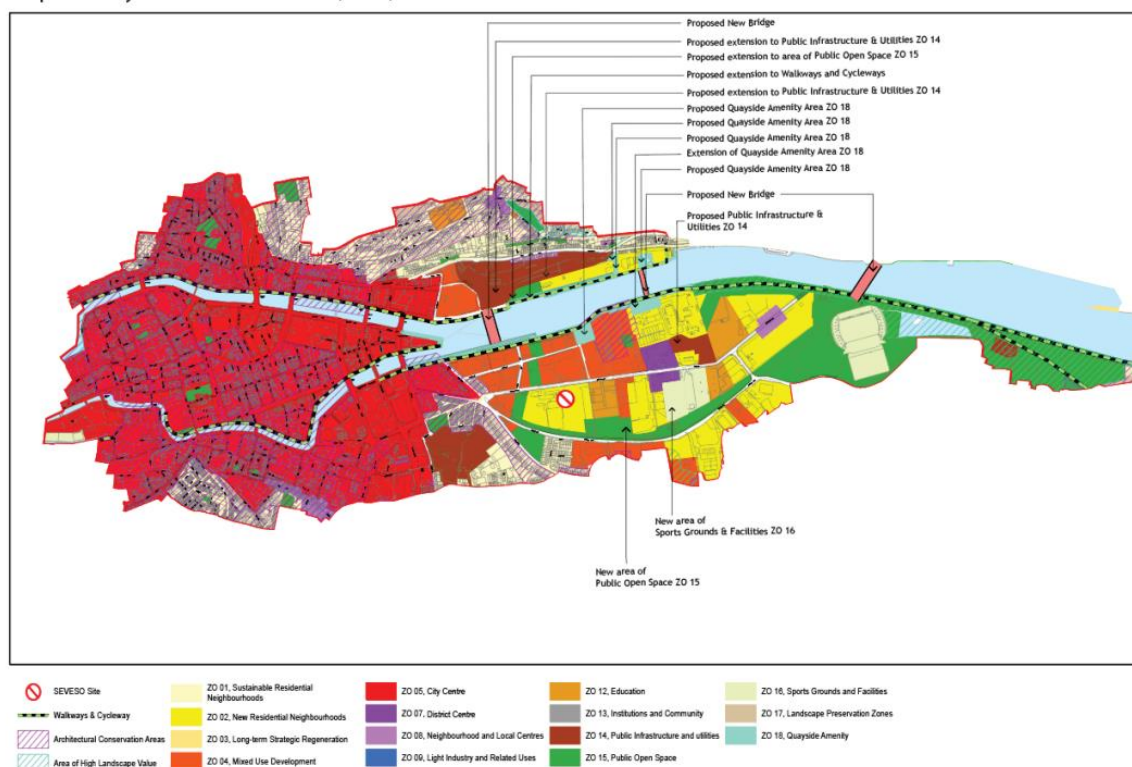 Proposed New Bridge
Proposed extension to Public Infrastructure & Utilities ZO 14
Proposed extension to area of Public Open Space ZO 15
Proposed extension to Walkways and Cycleways
Proposed extension to Public Infrastructure & Utilities ZO 14
Proposed Quayside Amenity Area ZO 18
Proposed Quayside Amenity Area ZO 18
Proposed Quayside Amenity Area ZO 18
Extension of Quayside Amenity Area ZO 18
Proposed Quayside Amenity Area ZO 18
Proposed New Bridge
Proposed Public Infrastructure &
Utilities ZO 14
New area of
Sports Grounds & Facilities ZO 16
New area of
Public Open Space ZO 15
SEVESO Site
Walkways & Cycleway
Architectural Conservation Areas
Area of High Landscape Value
ZO 01, Sustainable Residential
Neighbourhoods
ZO 02, New Residential Neighbourhoods
ZO 03, Long-term Strategic Regeneration
ZO 04, Mixed Use Development
ZO 05, City Centre
ZO 07, District Centre
ZO 08, Neighbourhood and Local Centres
ZO 09, Light Industry and Related Uses
ZO 12, Education
ZO 13, Institutions and Community
ZO 14, Public Infrastructure and utilities
ZO 15, Public Open Space
ZO 16, Sports Grounds and Facilities
ZO 17, Landscape Preservation Zones
ZO 18, Quayside Amenity